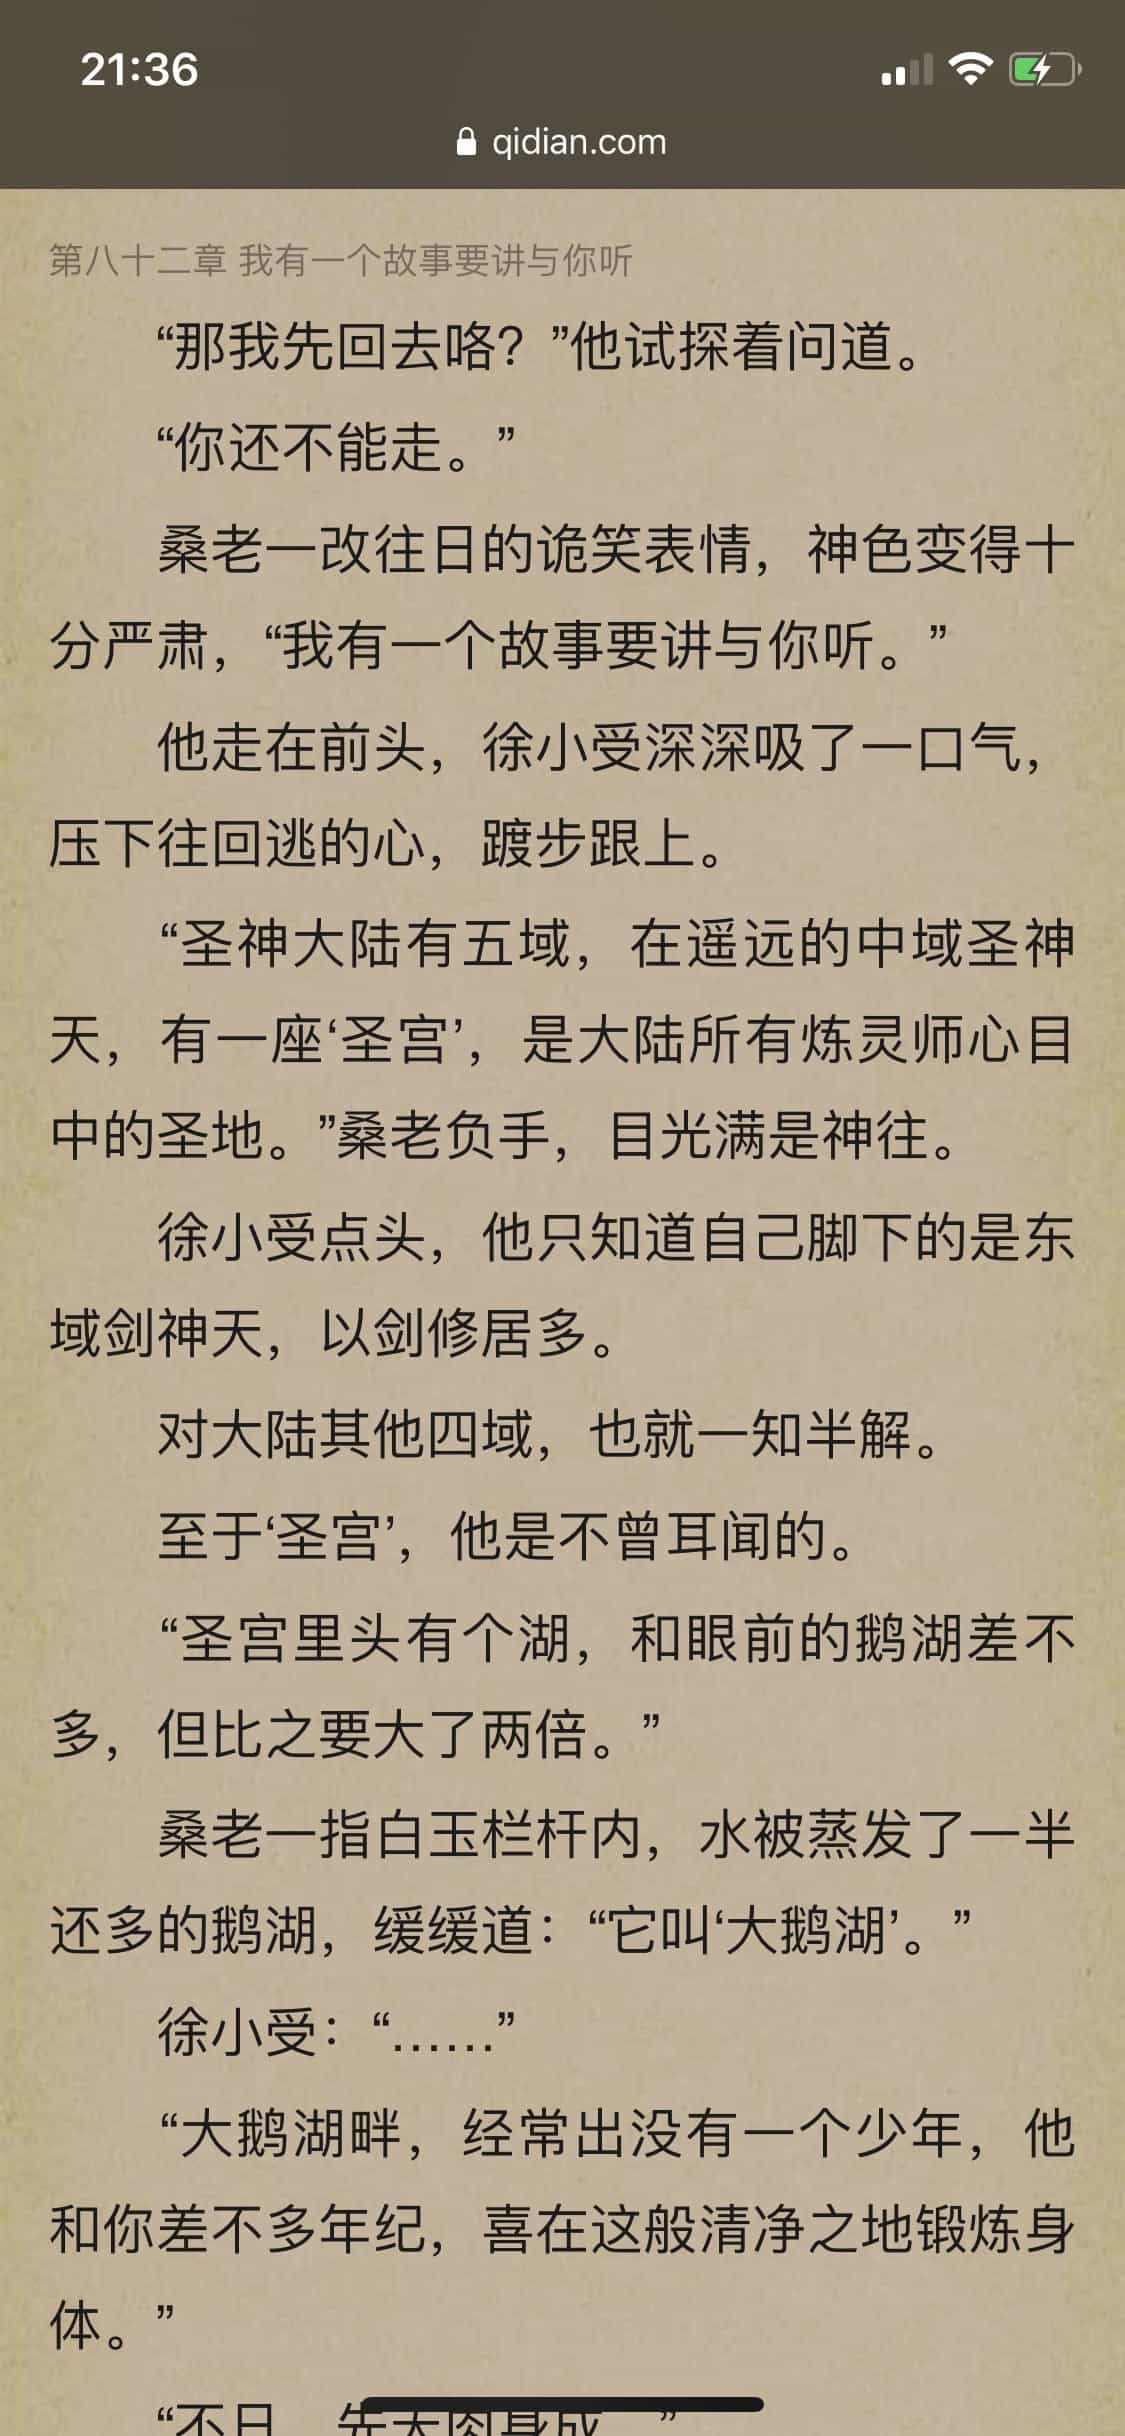 21:36
qidian.com
第八十二章 我有一个故事要讲与你听
“那我先回去咯？”他试探着问道。
“你还不能走。”
桑老一改往日的诡笑表情，神色变得十
分严肃，“我有一个故事要讲与你听。”
他走在前头，徐小受深深吸了一口气，
压下往回逃的心，踱步跟上。
“圣神大陆有五域，在遥远的中域圣神
天，有一座‘圣宫’，是大陆所有炼灵师心目
中的圣地。”桑老负手，目光满是神往。
徐小受点头，他只知道自己脚下的是东
域剑神天，以剑修居多。
对大陆其他四域，也就一知半解。
至于‘圣宫’，他是不曾耳闻的。
“圣宫里头有个湖，和眼前的鹅湖差不
多，但比之要大了两倍。”
桑老一指白玉栏杆内，水被蒸发了一半
还多的鹅湖，缓缓道：“它叫‘大鹅湖’。”
徐小受：“……”
“大鹅湖畔，经常出没有一个少年，他
和你差不多年纪，喜在这般清净之地锻炼身
体。”
“不日，先天肉身成。”